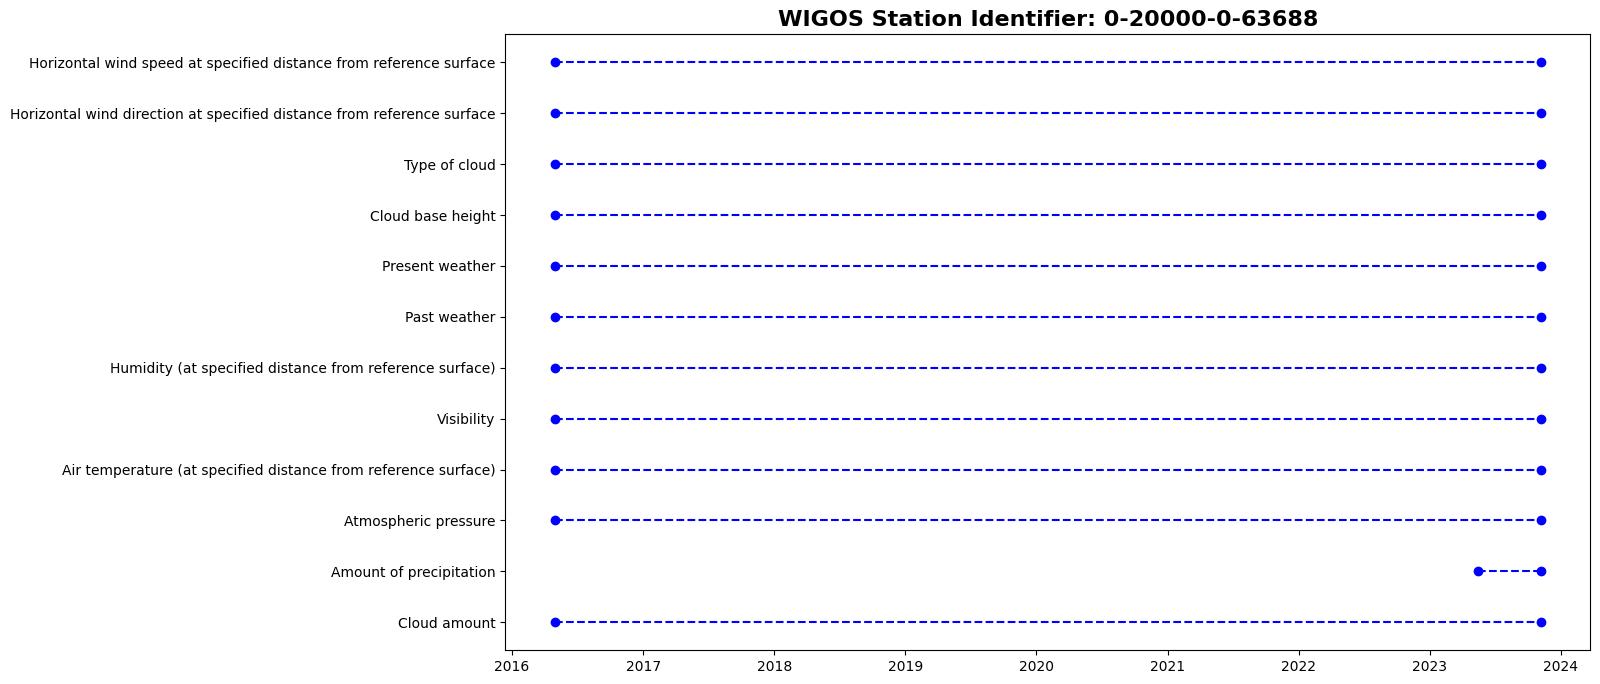 WIGOS Station Identifier: 0-20000-0-63688
Horizontal wind speed at specified distance from reference surface
Horizontal wind direction at specified distance from reference surface
Type of cloud
Cloud base height
Present weather
Past weather
Humidity (at specified distance from reference surface)
Visibility
Air temperature (at specified distance from reference surface)
Atmospheric pressure
Amount of precipitation
Cloud amount
2016 2017 2018 2019 2020 2021 2022 2023 2024